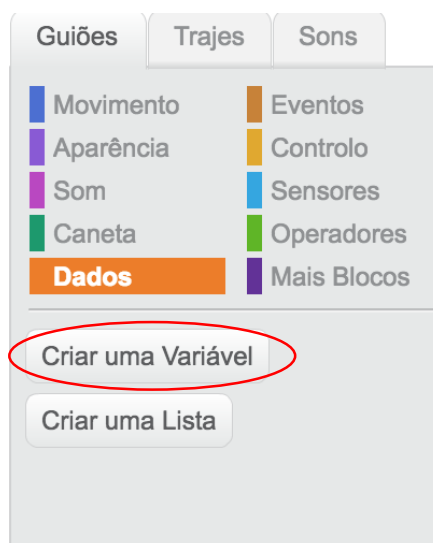 Guiões Trajes Sons
Movimento Eventos
Aparência Controlo
Som Sensores
Caneta Operadores
Dados Mais Blocos
Criar uma Variável
Criar uma Lista